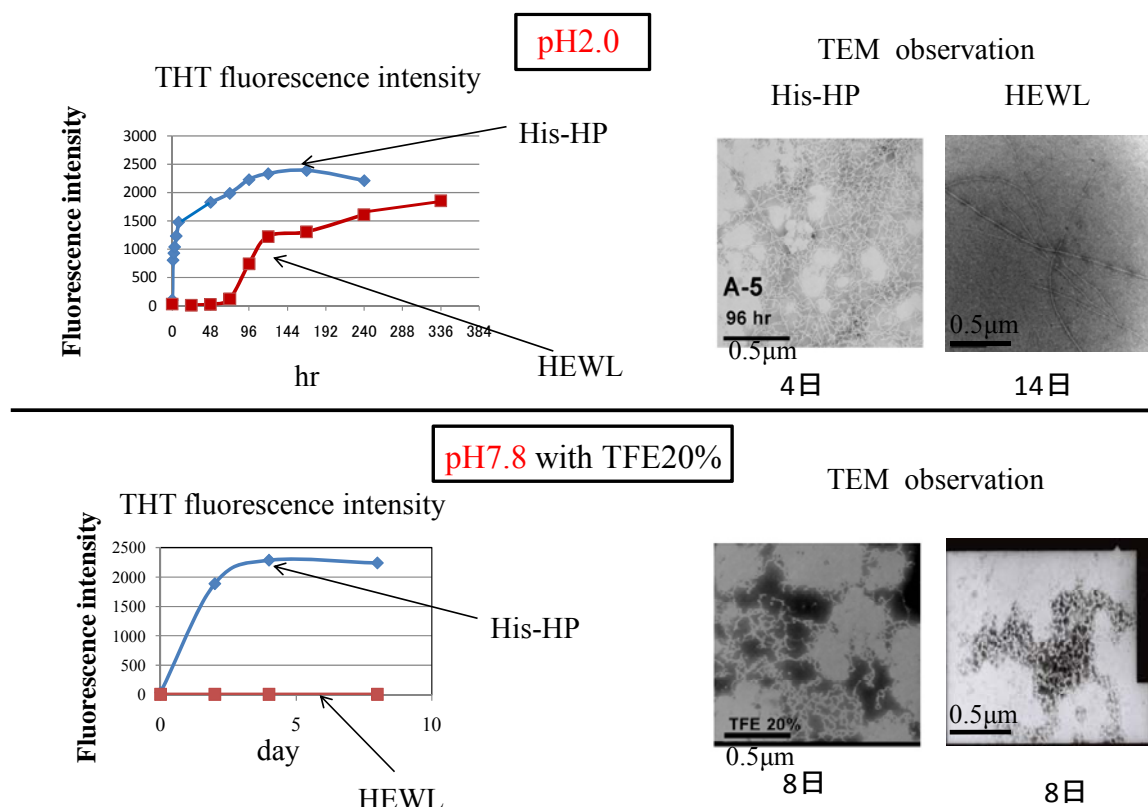 pH2.0
THT fluorescence intensity
Fluorescence intensity
3000
2500
2000
1500
1000
500
0
0 48 96 144 192 240 288 336 384
hr
His-HP
HEWL
TEM observation
His-HP HEWL
A-5
96 hr
0.5μm
4日
0.5μm
14日
pH7.8 with TFE20%
THT fluorescence intensity
Fluorescence intensity
2500
2000
1500
1000
500
0
0 5 10
day
His-HP
HEWL
TEM observation
TFE 20%
0.5μm
8日
0.5μm
8日